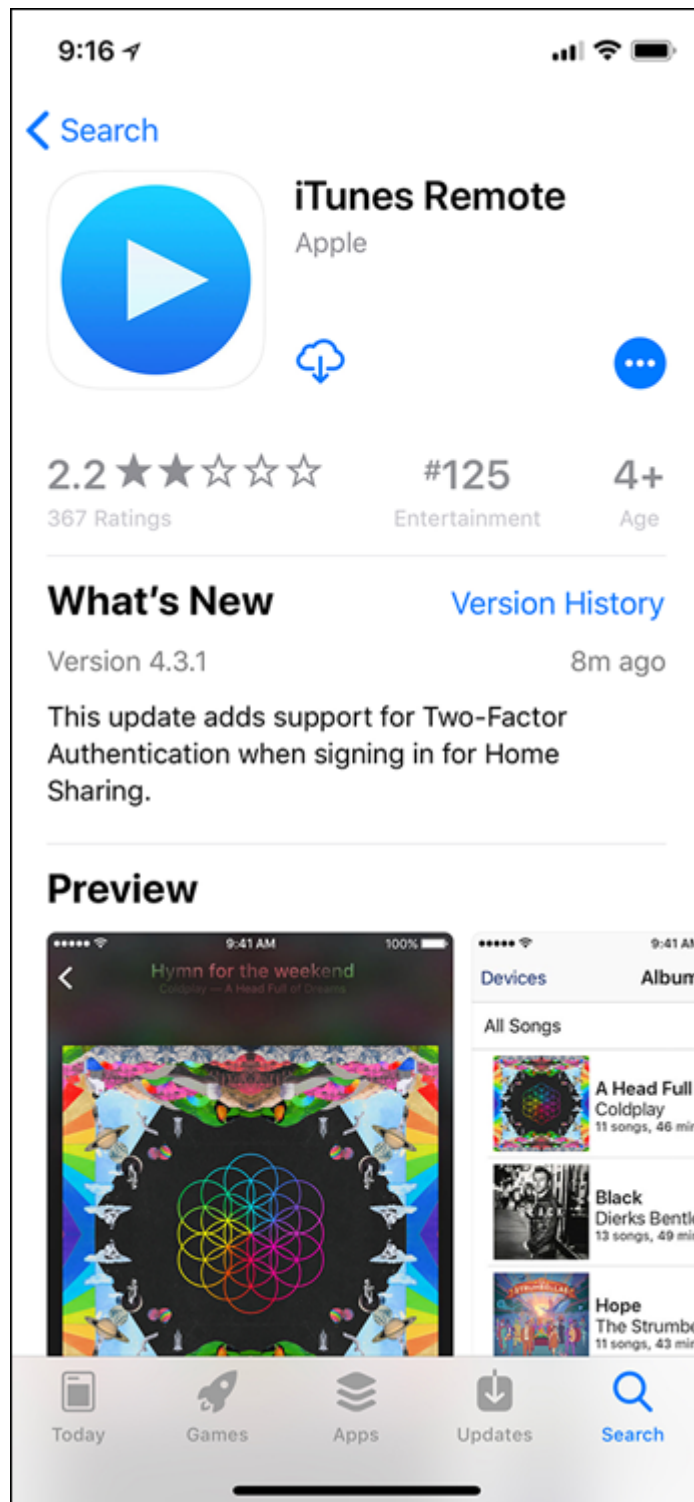 9:16
Search
iTunes Remote
Apple
2.2
#125
4+
367 Ratings
Entertainment
Age
What's New
Version History
Version 4.3.1
8m ago
This update adds support for Two-Factor
Authentication when signing in for Home
Sharing.
Preview
9:41 AM
100%
Hymn for the weekend
Coldplay — A Head Full of Dreams
9:41 AM
Devices
Album
All Songs
A Head Full
Coldplay
11 songs, 46 min
Black
Dierks Bentle
13 songs, 49 min
Hope
The Strumbe
11 songs, 43 min
Today
Games
Apps
Updates
Search